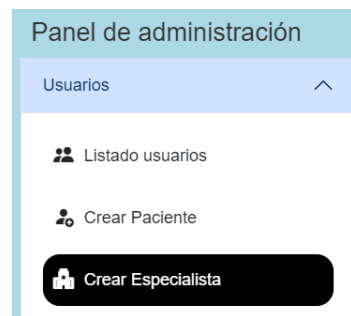 Panel de administración
Usuarios
Listado usuarios
Crear Paciente
Crear Especialista